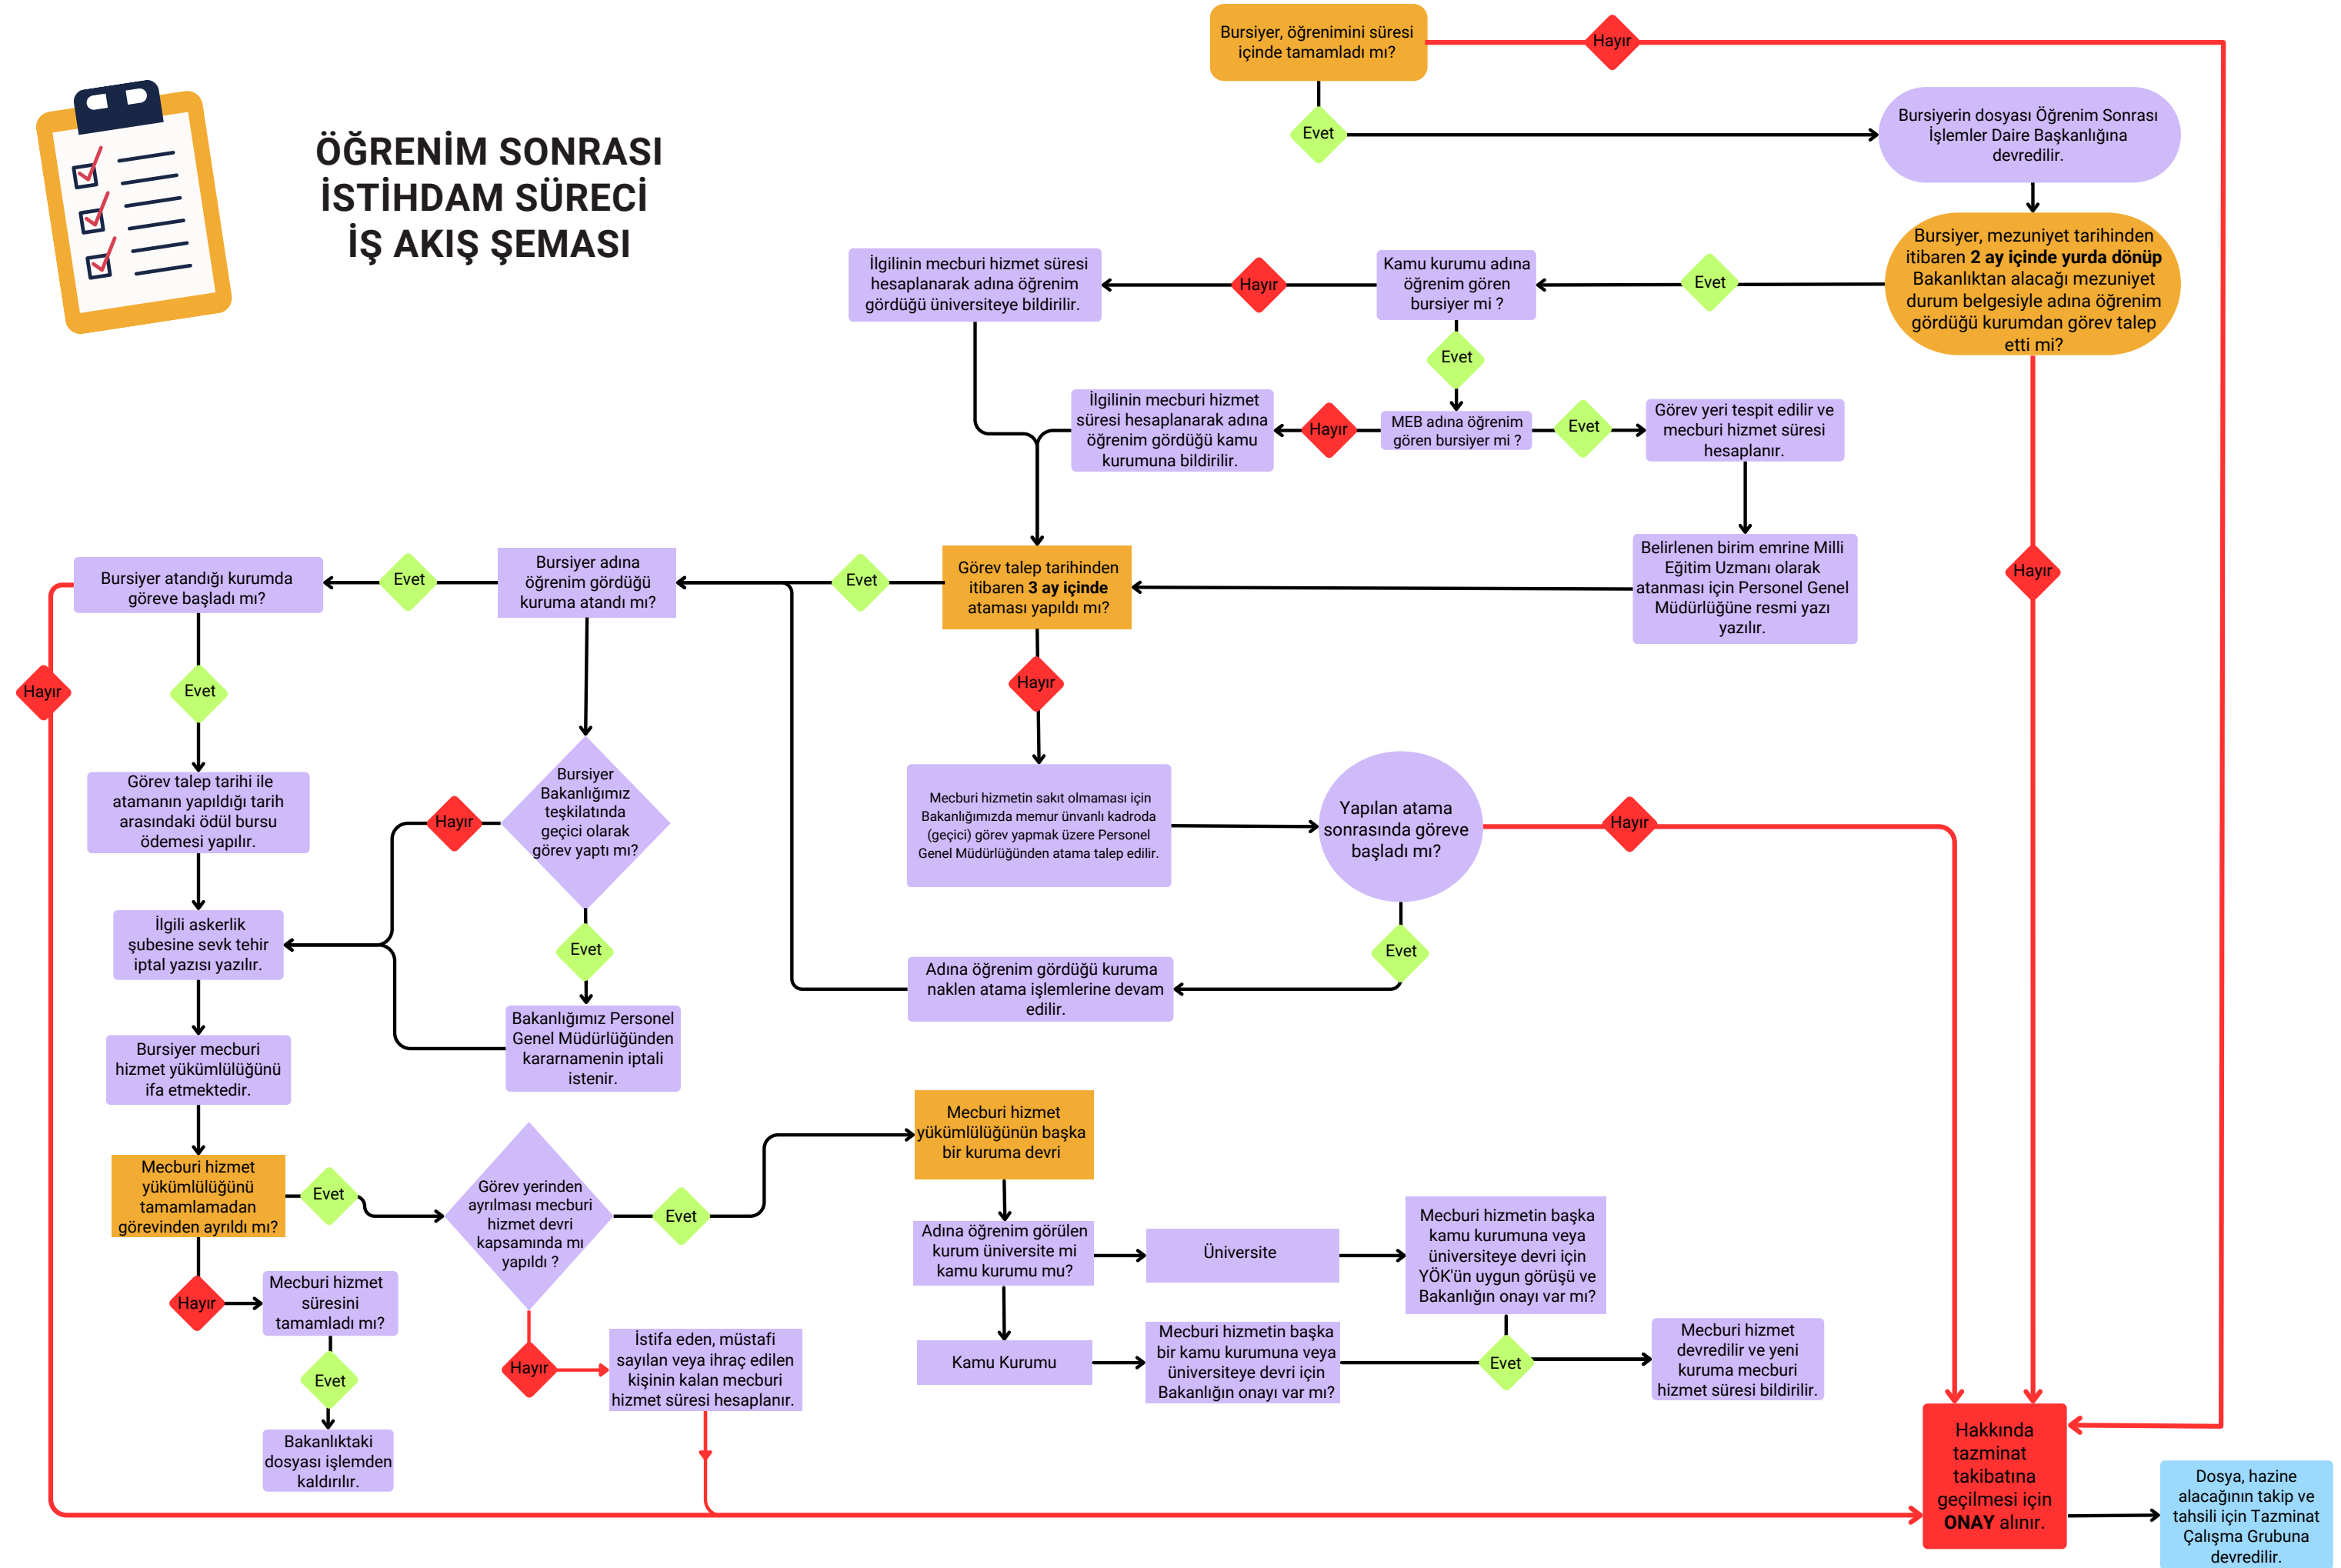 ÖĞRENİM SONRASI
İSTİHDAM SÜRECİ
İŞ AKIŞ ŞEMASI
Bursiyer, öğrenimini süresi
içinde tamamladı mı?
Hayır
Evet
Bursiyerin dosyası Öğrenim Sonrası
İşlemler Daire Başkanlığına
devredilir.
Bursiyer, mezuniyet tarihinden
itibaren 2 ay içinde yurda dönüp
Bakanlıktan alacağı mezuniyet
durum belgesiyle adına öğrenim
gördüğü kurumdan görev talep
etti mi?
Evet
Hayır
Kamu kurumu adına
öğrenim gören
bursiyer mi ?
Hayır
İlgilinin mecburi hizmet süresi
hesaplanarak adına öğrenim
gördüğü üniversiteye bildirilir.
Evet
MEB adına öğrenim
gören bursiyer mi ?
Hayır
İlgilinin mecburi hizmet
süresi hesaplanarak adına
öğrenim gördüğü kamu
kurumuna bildirilir.
Evet
Görev yeri tespit edilir ve
mecburi hizmet süresi
hesaplanır.
Belirlenen birim emrine Milli
Eğitim Uzmanı olarak
atanması için Personel Genel
Müdürlüğüne resmi yazı
yazılır.
Görev talep tarihinden
itibaren 3 ay içinde
ataması yapıldı mı?
Evet
Bursiyer adına
öğrenim gördüğü
kuruma atandı mı?
Evet
Bursiyer atandığı kurumda
göreve başladı mı?
Hayır
Evet
Hayır
Mecburi hizmetin sakıt olmaması için
Bakanlığımızda memur ünvanlı kadroda
(geçici) görev yapmak üzere Personel
Genel Müdürlüğünden atama talep edilir.
Yapılan atama
sonrasında göreve
başladı mı?
Hayır
Evet
Adına öğrenim gördüğü kuruma
naklen atama işlemlerine devam
edilir.
Bursiyer
Bakanlığımız
teşkilatında
geçici olarak
görev yaptı mı?
Hayır
Evet
Bakanlığımız Personel
Genel Müdürlüğünden
kararnamenin iptali
istenir.
Görev talep tarihi ile
atamanın yapıldığı tarih
arasındaki ödül bursu
ödemesi yapılır.
İlgili askerlik
şubesine sevk tehir
iptal yazısı yazılır.
Bursiyer mecburi
hizmet yükümlülüğünü
ifa etmektedir.
Mecburi hizmet
yükümlülüğünü
tamamlamadan
görevinden ayrıldı mı?
Evet
Hayır
Mecburi hizmet
süresini
tamamladı mı?
Evet
Bakanlıktaki
dosyası işlemden
kaldırılır.
Görev yerinden
ayrılması mecburi
hizmet devri
kapsamında mı
yapıldı ?
Evet
Hayır
İstifa eden, müstafi
sayılan veya ihraç edilen
kişinin kalan mecburi
hizmet süresi hesaplanır.
Mecburi hizmet
yükümlülüğünün başka
bir kuruma devri
Adına öğrenim görülen
kurum üniversite mi
kamu kurumu mu?
Üniversite
Mecburi hizmetin başka
kamu kurumuna veya
üniversiteye devri için
YÖK'ün uygun görüşü ve
Bakanlığın onayı var mı?
Kamu Kurumu
Mecburi hizmetin başka
bir kamu kurumuna veya
üniversiteye devri için
Bakanlığın onayı var mı?
Evet
Mecburi hizmet
devredilir ve yeni
kuruma mecburi
hizmet süresi bildirilir.
Hakkında
tazminat
takibatına
geçilmesi için
ONAY alınır.
Dosya, hazine
alacağının takip ve
tahsili için Tazminat
Çalışma Grubuna
devredilir.